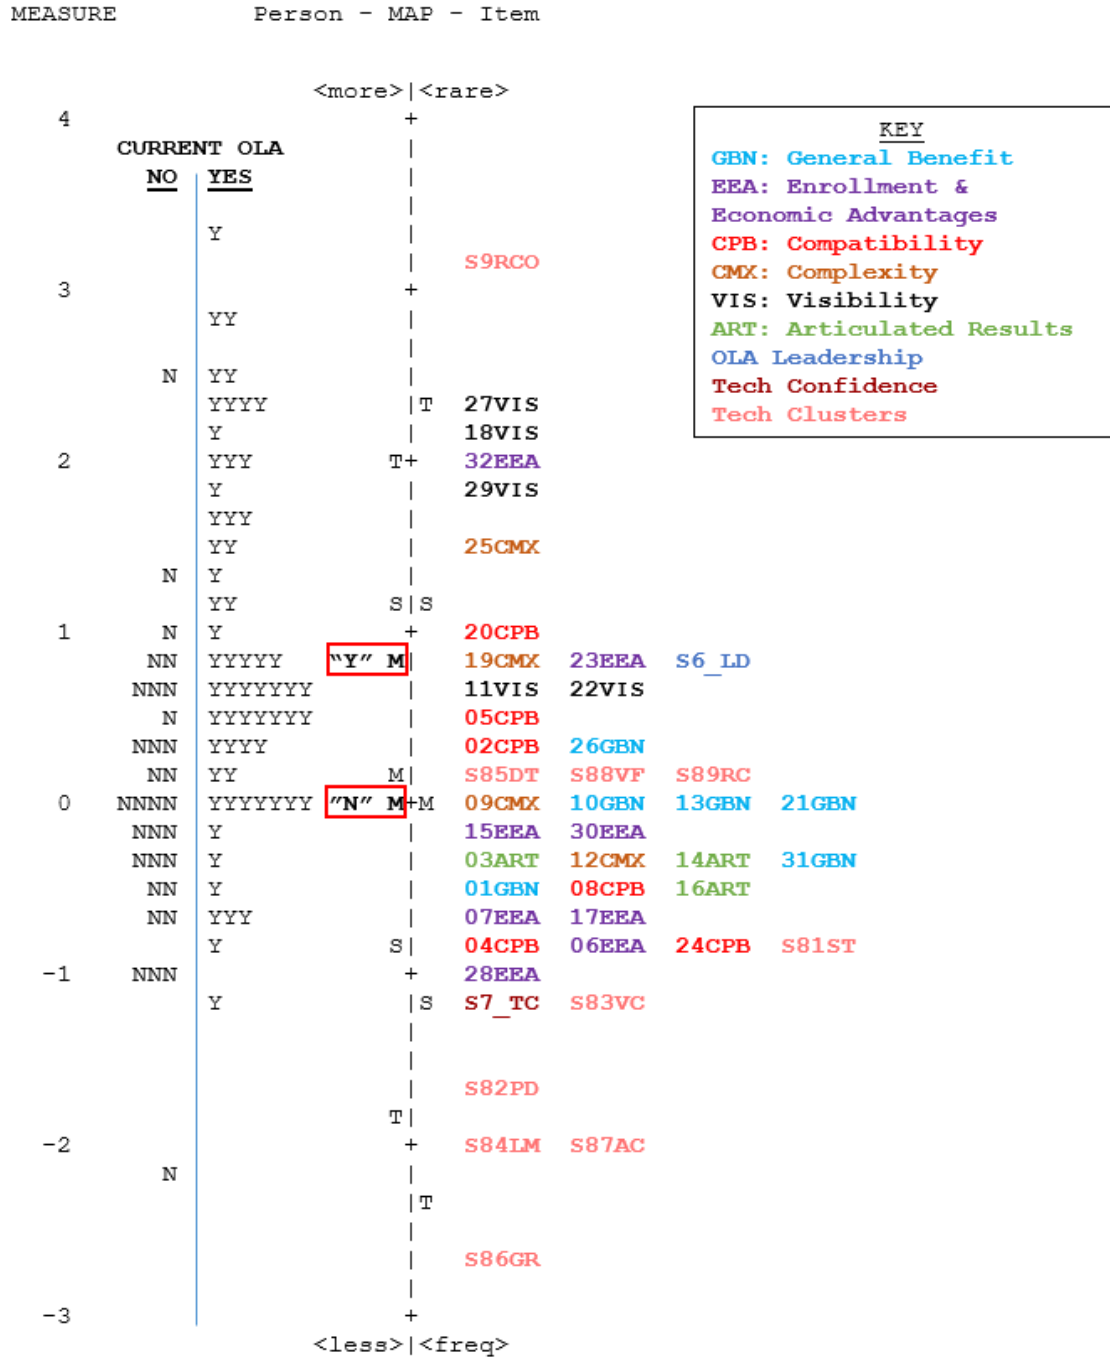 MEASURE Person - MAP - Item
<more>|<rare>
4 +
CURRENT OLA |
NO YES |
|
Y |
| S9RCO
3 +
YY |
|
N YY |
YYYY |T 27VIS
Y | 18VIS
2 YYY T+ 32EEA
Y | 29VIS
YYY |
YY | 25CMX
N Y |
YY S|S
1 N Y + 20CPB
NN YYYYY "Y" M| 19CMX 23EEA S6_LD
NNN YYYYYYY | 11VIS 22VIS
N YYYYYYY | 05CPB
NNN YYYY | 02CPB 26GBN
NN YY M| S85DT S88VF S89RC
0 NNNN YYYYYYY "N" M+M 09CMX 10GBN 13GBN 21GBN
NNN Y | 15EEA 30EEA
NNN Y | 03ART 12CMX 14ART 31GBN
NN Y | 01GBN 08CPB 16ART
NN YYY | 07EEA 17EEA
Y S| 04CPB 06EEA 24CPB S81ST
-1 NNN + 28EEA
Y |S S7_TC S83VC
|
|
| S82PD
T|
-2 + S84LM S87AC
N |
|T
|
| S86GR
|
-3 +
<less>|<freq>
KEY
GBN: General Benefit
EEA: Enrollment &
Economic Advantages
CPB: Compatibility
CMX: Complexity
VIS: Visibility
ART: Articulated Results
OLA Leadership
Tech Confidence
Tech Clusters